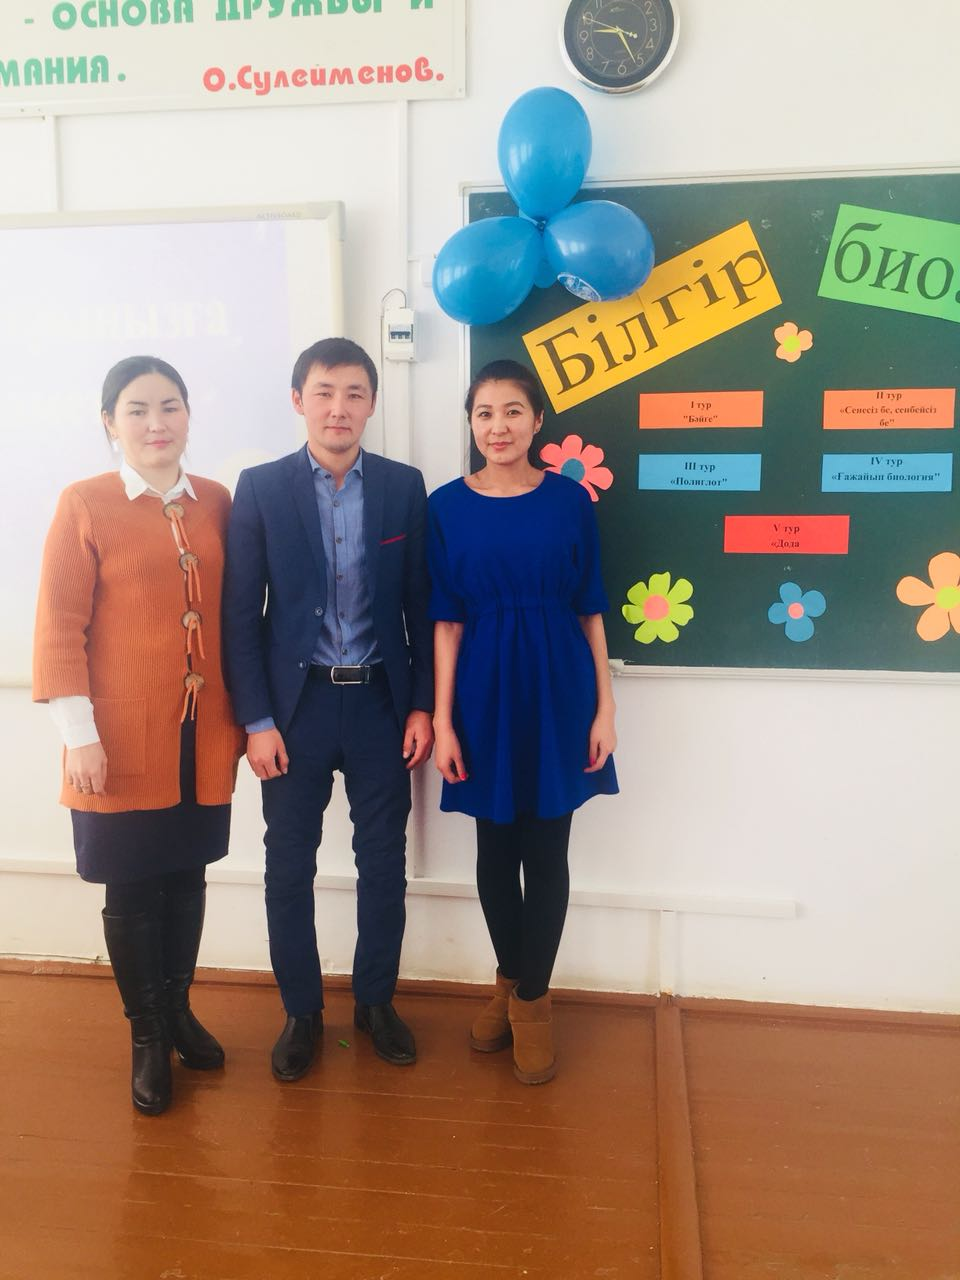 - ОСНОВА ДРУЖБЫ И
МАНИЯ.
О.Сулейменов.
ACTIVBOARD
Білгір
био
I тур
"Бәйге"
II тур
«Сенесіз бе, сенбейсіз
бе"
III тур
«Полиглот"
IV тур
«Ғажайып биология"
V тур
«Дода